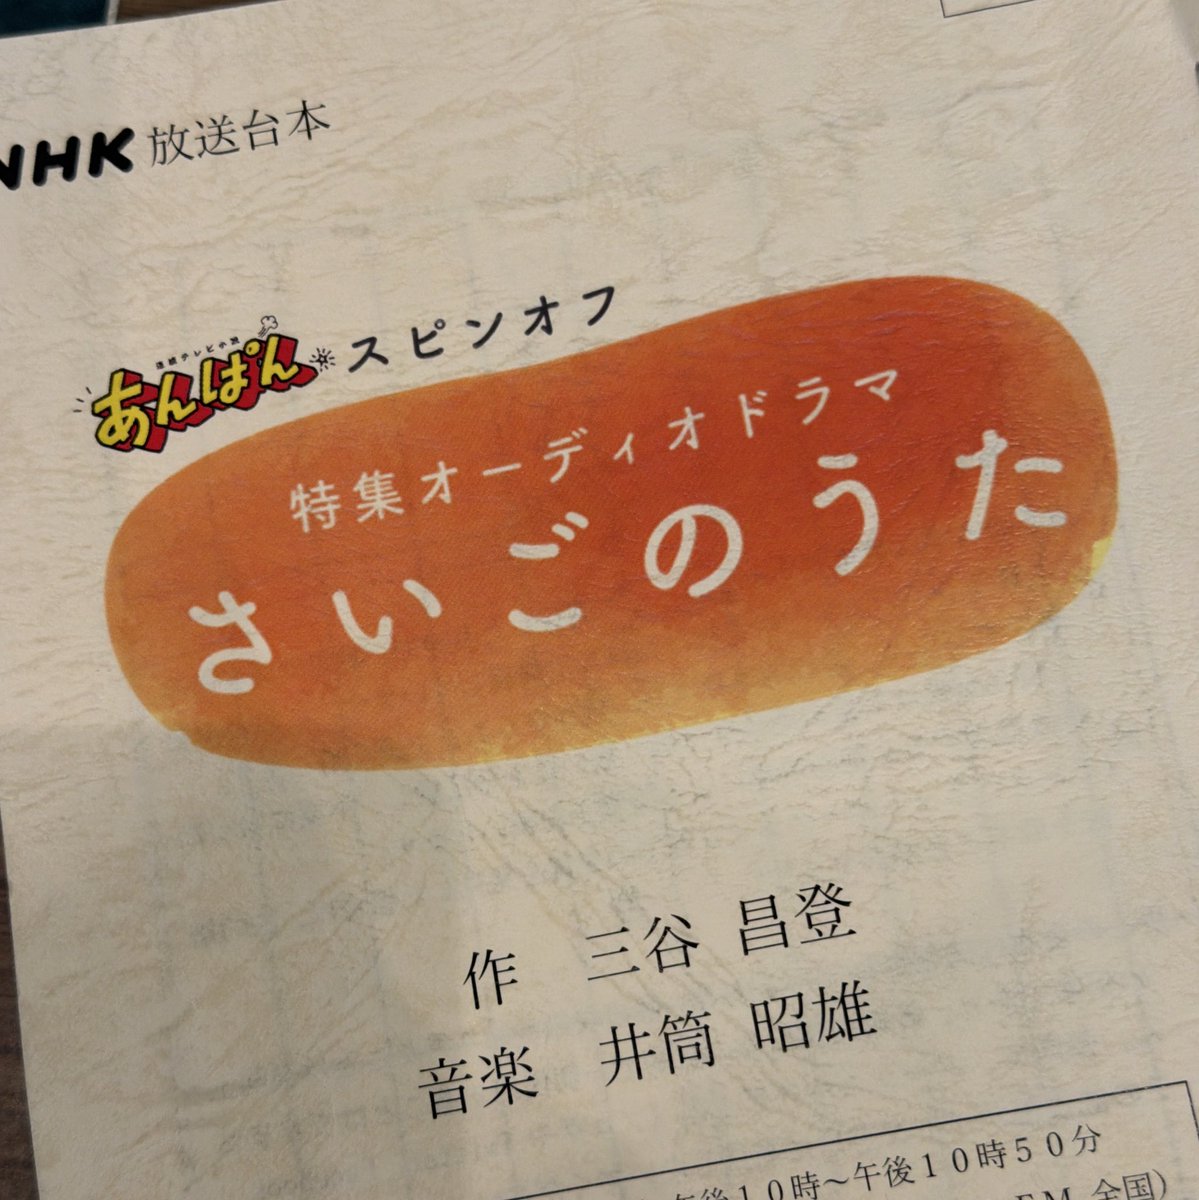 NHK 放送台本
連続テレビ小説
あんぱん スピンオフ
特集オーディオドラマ
さいごのうた
作 三谷 昌登
音楽 井筒 昭雄
午後10時～午後10時50分
FM 全国)